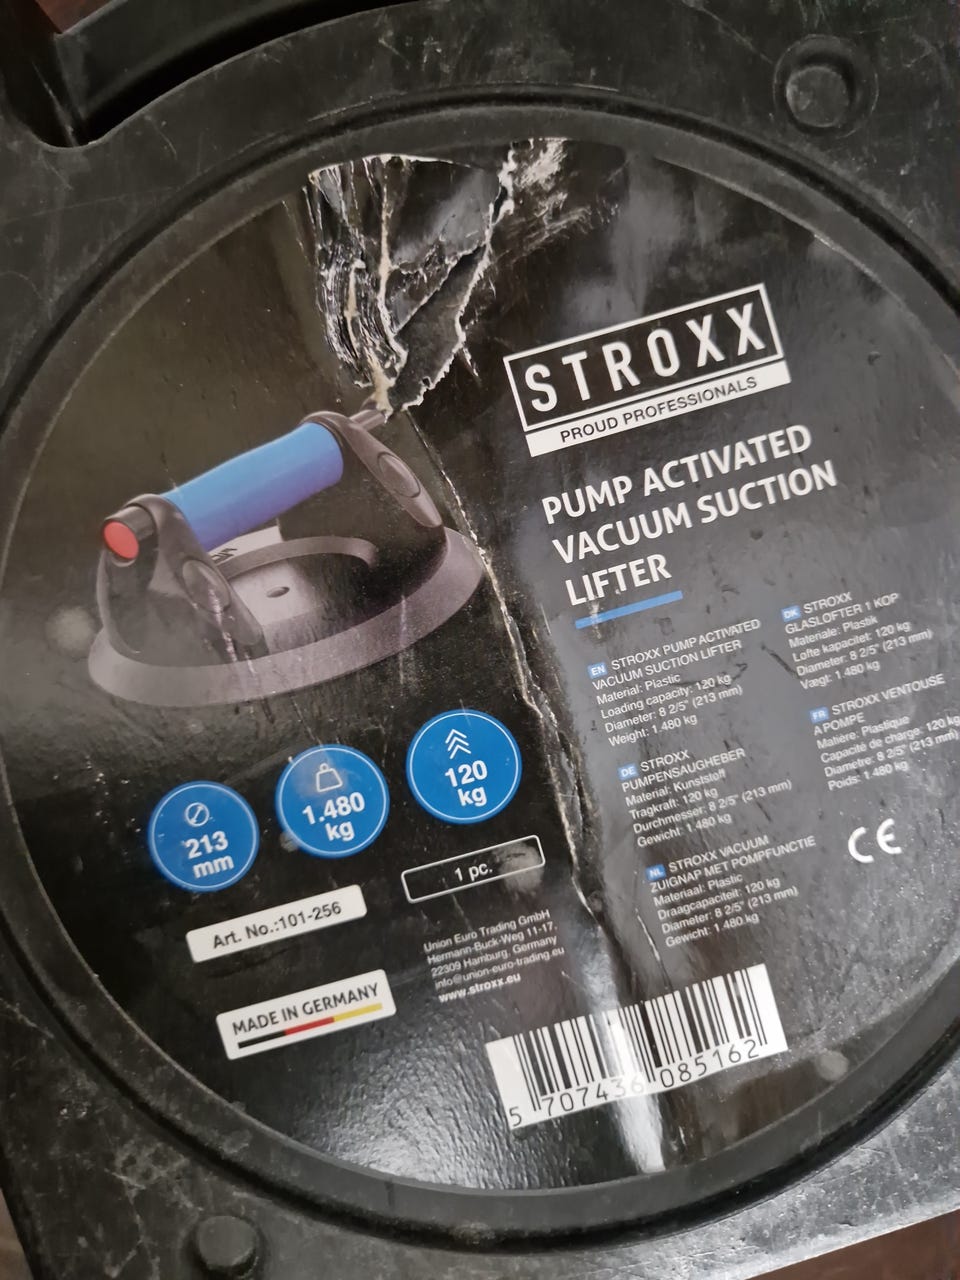 STROXX
PROUD PROFESSIONALS
PUMP ACTIVATED
VACUUM SUCTION
LIFTER
EN STROXX PUMP ACTIVATED
VACUUM SUCTION LIFTER
Material: Plastic
Loading capacity: 120 kg
Diameter: 8 2/5" (213 mm)
Weight: 1.480 kg
DE STROXX
PUMPENSAUGHEBER
Material: Kunststoff
Tragkraft: 120 kg
Durchmesser: 8 2/5" (213 mm)
Gewicht: 1.480 kg
NL STROXX VACUUM
ZUIGNAP MET POMPFUNCTIE
Materiaal: Plastic
Draagcapaciteit: 120 kg
Diameter: 8 2/5" (213 mm)
Gewicht: 1.480 kg
DK STROXX
GLASLØFTER 1 KOP
Materiale: Plastik
Løfte kapacitet: 120 kg
Diameter: 8 2/5" (213 mm)
Vægt: 1.480 kg
FR STROXX VENTOUSE
A POMPE
Matière: Plastique
Capacité de charge: 120 kg
Diametre: 8 2/5" (213 mm)
Poids: 1.480 kg
CE
213
mm
1.480
kg
120
kg
1 pc.
Art. No.:101-256
MADE IN GERMANY
Union Euro Trading GmbH
Hermann-Buck-Weg 11-17,
22309 Hamburg, Germany
info@union-euro-trading.eu
www.stroxx.eu
5 707436 085162